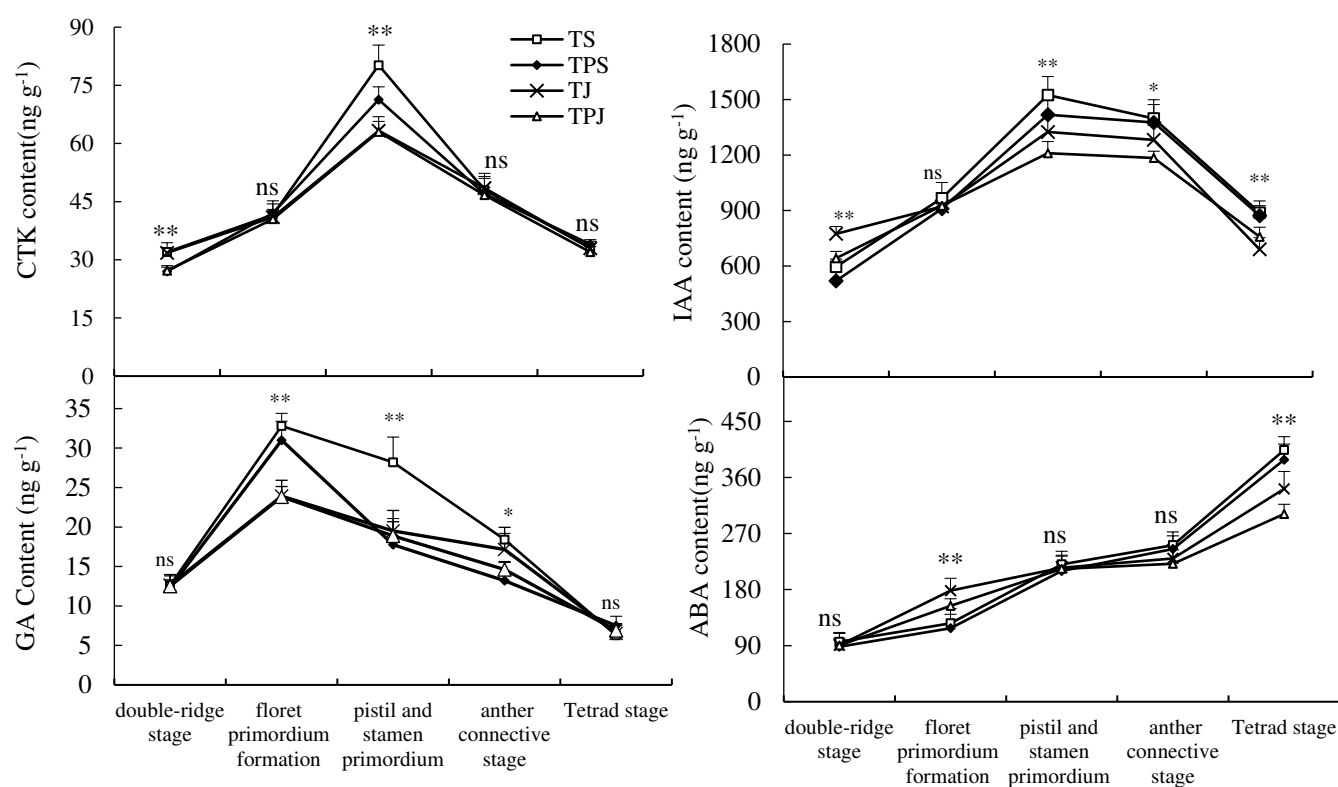 CTK content(ng g-1)
90
75
60
45
30
15
0
**
ns
**
ns
ns
TS
TPS
TJ
TPJ
IAA content (ng g-1)
1800
1500
1200
900
600
300
0
**
ns
**
*
**
GA Content (ng g-1)
35
30
25
20
15
10
5
0
ns
**
**
*
ns
double-ridge
stage
floret
primordium
formation
pistil and
stamen
primordium
anther
connective
stage
Tetrad stage
ABA content(ng g-1)
450
360
270
180
90
0
ns
**
ns
ns
**
double-ridge
stage
floret
primordium
formation
pistil and
stamen
primordium
anther
connective
stage
Tetrad stage